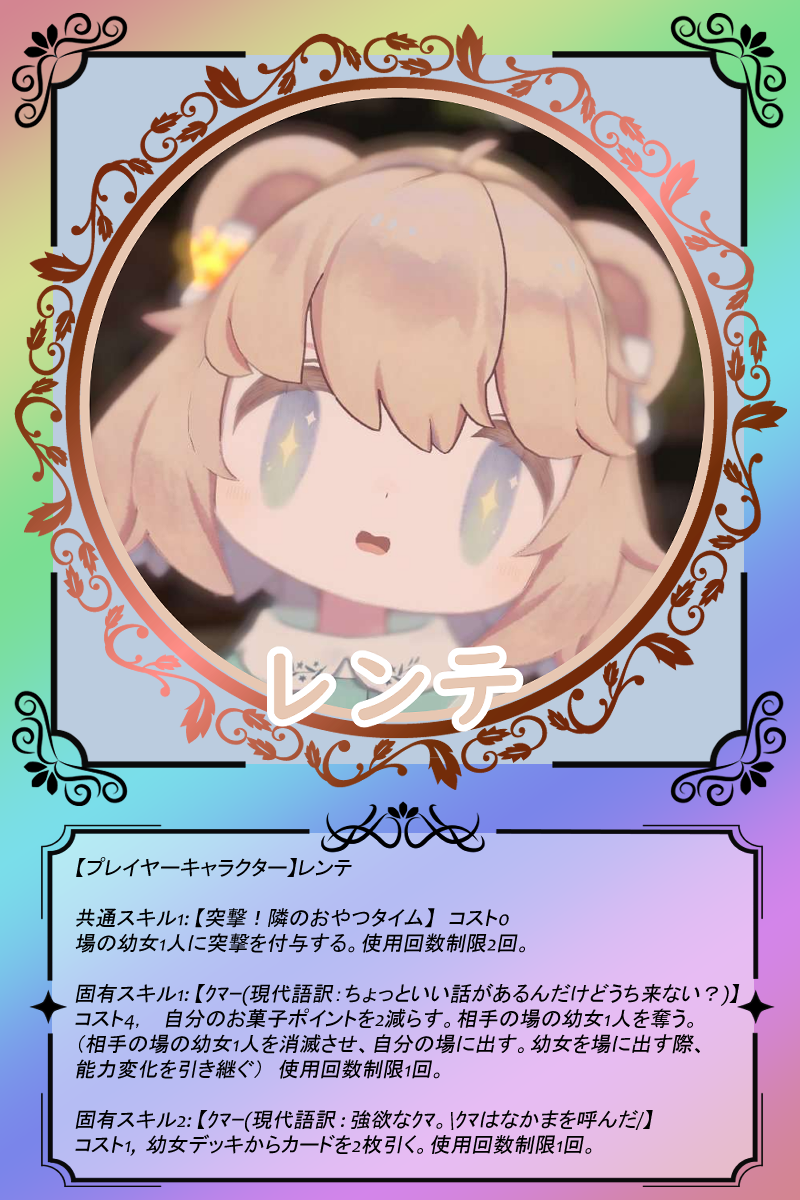 レンテ
【プレイヤーキャラクター】レンテ
共通スキル1:【突撃！隣のおやつタイム】 コスト0
場の幼女1人に突撃を付与する。使用回数制限2回。
固有スキル1:【ｸﾏｰ(現代語訳：ちょっといい話があるんだけどうち来ない？)】
コスト4, 自分のお菓子ポイントを2減らす。相手の場の幼女1人を奪う。
（相手の場の幼女1人を消滅させ、自分の場に出す。幼女を場に出す際、
能力変化を引き継ぐ） 使用回数制限1回。
固有スキル2:【ｸﾏｰ(現代語訳：強欲なｸﾏ。\ｸﾏはなかまを呼んだ/】
コスト1, 幼女デッキからカードを2枚引く。使用回数制限1回。